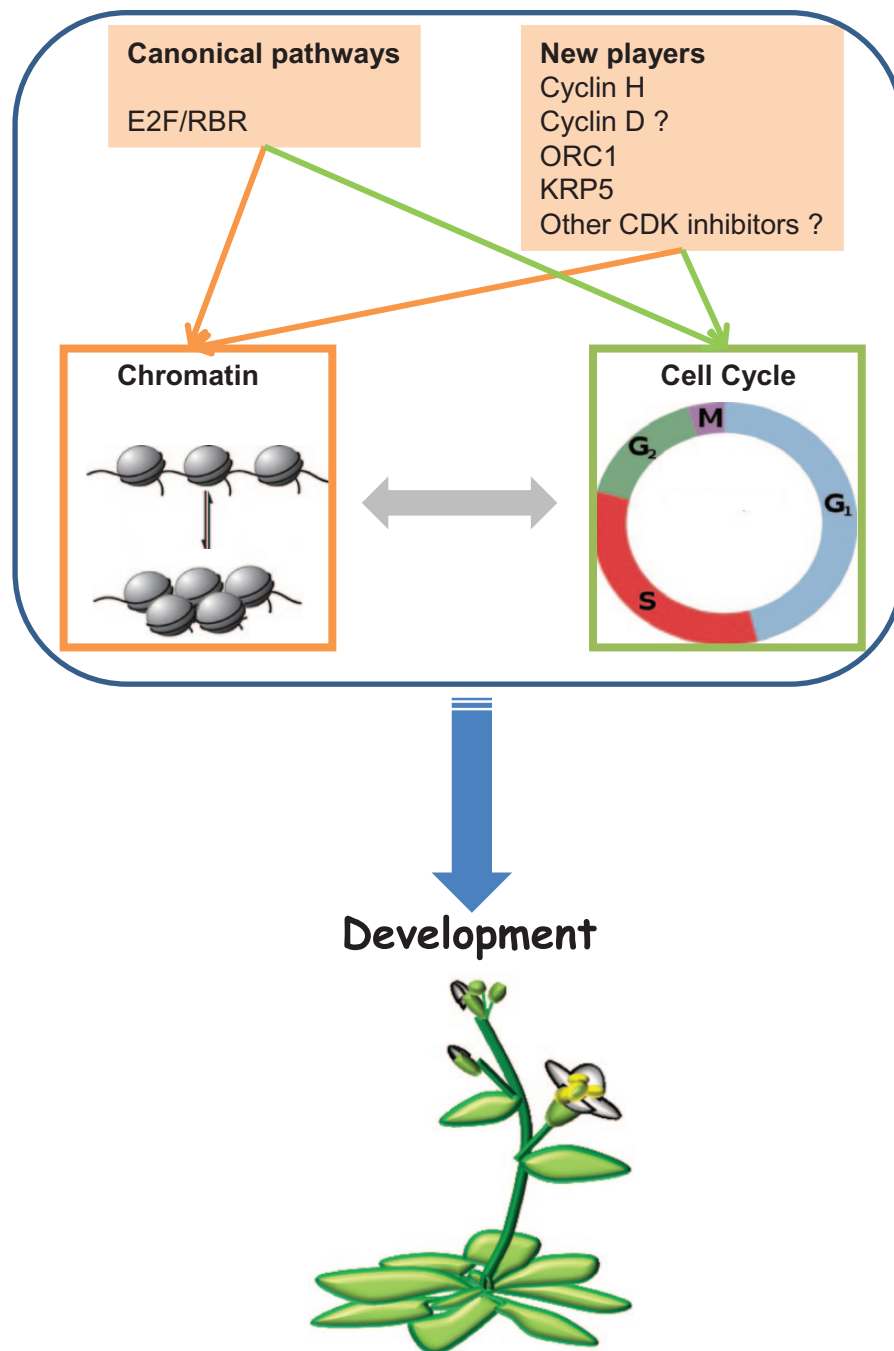 Canonical pathways
E2F/RBR
New players
Cyclin H
Cyclin D ?
ORC1
KRP5
Other CDK inhibitors ?
Chromatin
Cell Cycle
M
G2
G1
S
Development